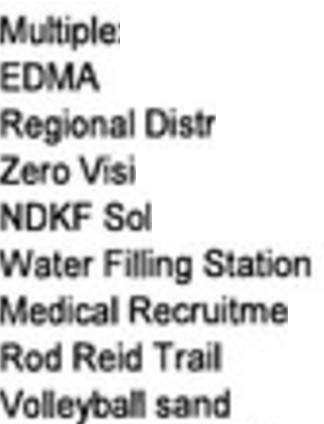 Multiple:
EDMA
Regional Distr
Zero Visi
NDKF Sol
Water Filling Station
Medical Recruitme
Rod Reid Trail
Volleyball sand